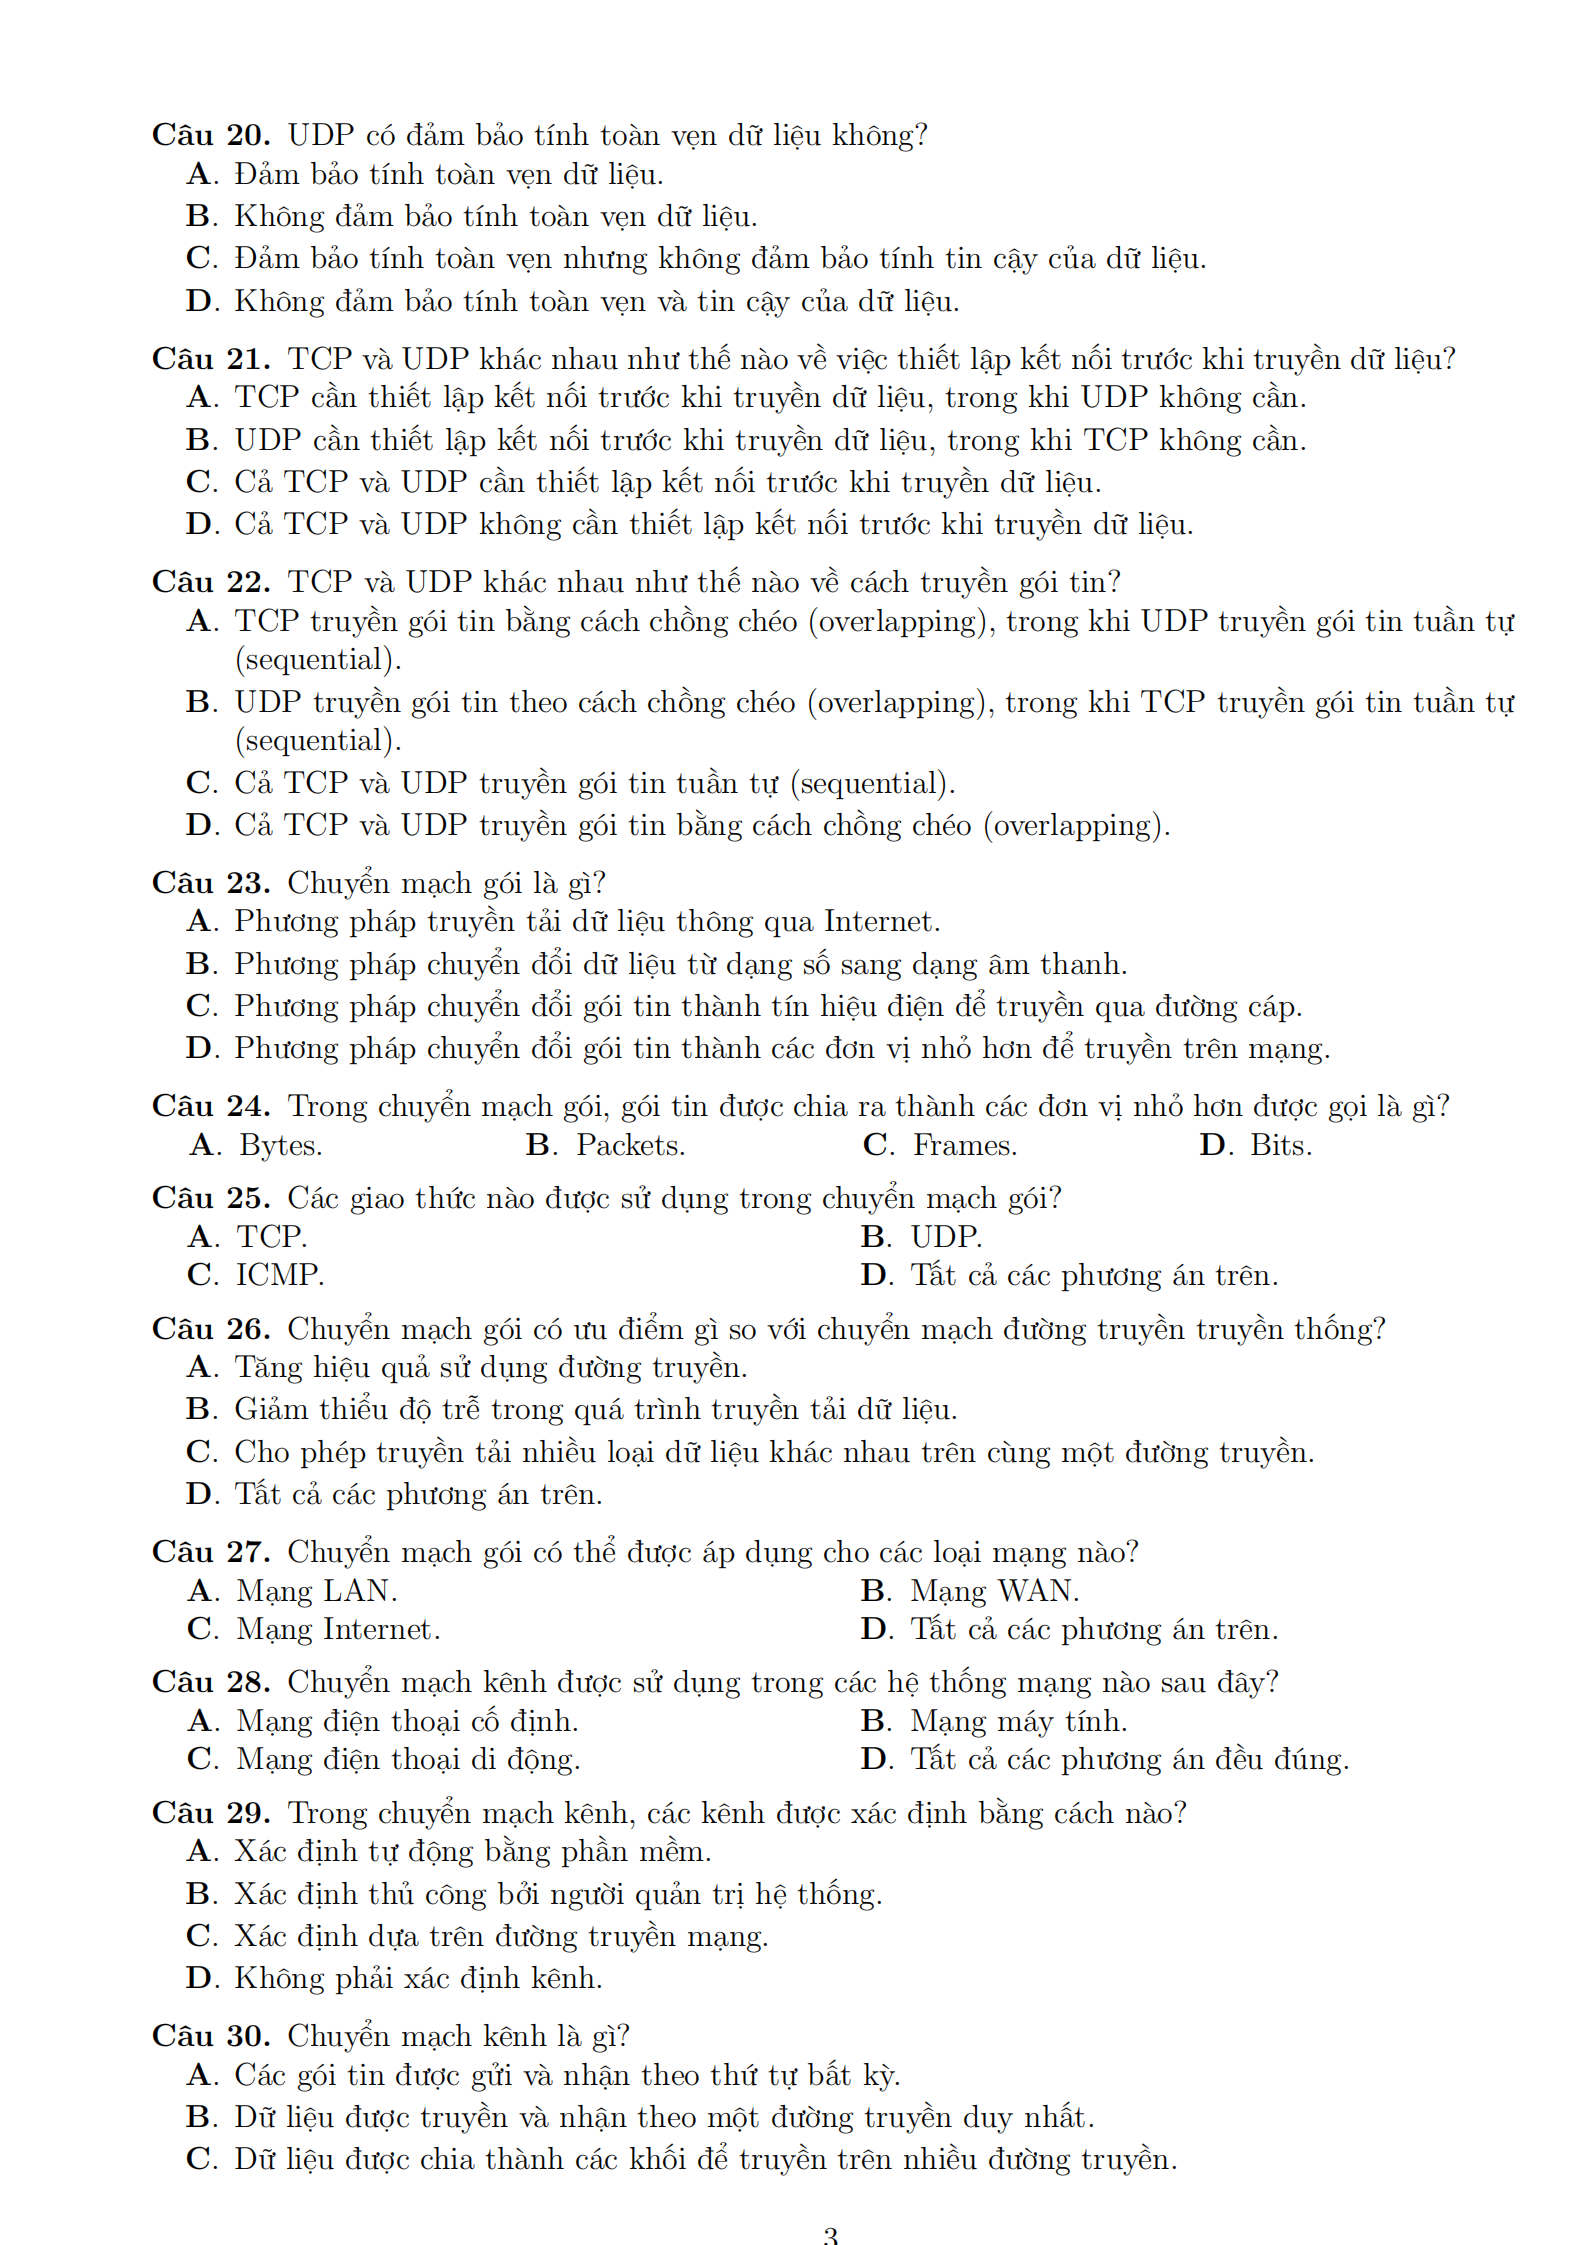 Câu 20. UDP có đảm bảo tính toàn vẹn dữ liệu không?
A. Đảm bảo tính toàn vẹn dữ liệu.
B. Không đảm bảo tính toàn vẹn dữ liệu.
C. Đảm bảo tính toàn vẹn nhưng không đảm bảo tính tin cậy của dữ liệu.
D. Không đảm bảo tính toàn vẹn và tin cậy của dữ liệu.
Câu 21. TCP và UDP khác nhau như thế nào về việc thiết lập kết nối trước khi truyền dữ liệu?
A. TCP cần thiết lập kết nối trước khi truyền dữ liệu, trong khi UDP không cần.
B. UDP cần thiết lập kết nối trước khi truyền dữ liệu, trong khi TCP không cần.
C. Cả TCP và UDP cần thiết lập kết nối trước khi truyền dữ liệu.
D. Cả TCP và UDP không cần thiết lập kết nối trước khi truyền dữ liệu.
Câu 22. TCP và UDP khác nhau như thế nào về cách truyền gói tin?
A. TCP truyền gói tin bằng cách chồng chéo (overlapping), trong khi UDP truyền gói tin tuần tự
(sequential).
B. UDP truyền gói tin theo cách chồng chéo (overlapping), trong khi TCP truyền gói tin tuần tự
(sequential).
C. Cả TCP và UDP truyền gói tin tuần tự (sequential).
D. Cả TCP và UDP truyền gói tin bằng cách chồng chéo (overlapping).
Câu 23. Chuyển mạch gói là gì?
A. Phương pháp truyền tải dữ liệu thông qua Internet.
B. Phương pháp chuyển đổi dữ liệu từ dạng số sang dạng âm thanh.
C. Phương pháp chuyển đổi gói tin thành tín hiệu điện để truyền qua đường cáp.
D. Phương pháp chuyển đổi gói tin thành các đơn vị nhỏ hơn để truyền trên mạng.
Câu 24. Trong chuyển mạch gói, gói tin được chia ra thành các đơn vị nhỏ hơn được gọi là gì?
A. Bytes. B. Packets. C. Frames. D. Bits.
Câu 25. Các giao thức nào được sử dụng trong chuyển mạch gói?
A. TCP. B. UDP.
C. ICMP. D. Tất cả các phương án trên.
Câu 26. Chuyển mạch gói có ưu điểm gì so với chuyển mạch đường truyền truyền thống?
A. Tăng hiệu quả sử dụng đường truyền.
B. Giảm thiểu độ trễ trong quá trình truyền tải dữ liệu.
C. Cho phép truyền tải nhiều loại dữ liệu khác nhau trên cùng một đường truyền.
D. Tất cả các phương án trên.
Câu 27. Chuyển mạch gói có thể được áp dụng cho các loại mạng nào?
A. Mạng LAN. B. Mạng WAN.
C. Mạng Internet. D. Tất cả các phương án trên.
Câu 28. Chuyển mạch kênh được sử dụng trong các hệ thống mạng nào sau đây?
A. Mạng điện thoại cố định. B. Mạng máy tính.
C. Mạng điện thoại di động. D. Tất cả các phương án đều đúng.
Câu 29. Trong chuyển mạch kênh, các kênh được xác định bằng cách nào?
A. Xác định tự động bằng phần mềm.
B. Xác định thủ công bởi người quản trị hệ thống.
C. Xác định dựa trên đường truyền mạng.
D. Không phải xác định kênh.
Câu 30. Chuyển mạch kênh là gì?
A. Các gói tin được gửi và nhận theo thứ tự bất kỳ.
B. Dữ liệu được truyền và nhận theo một đường truyền duy nhất.
C. Dữ liệu được chia thành các khối để truyền trên nhiều đường truyền.
3